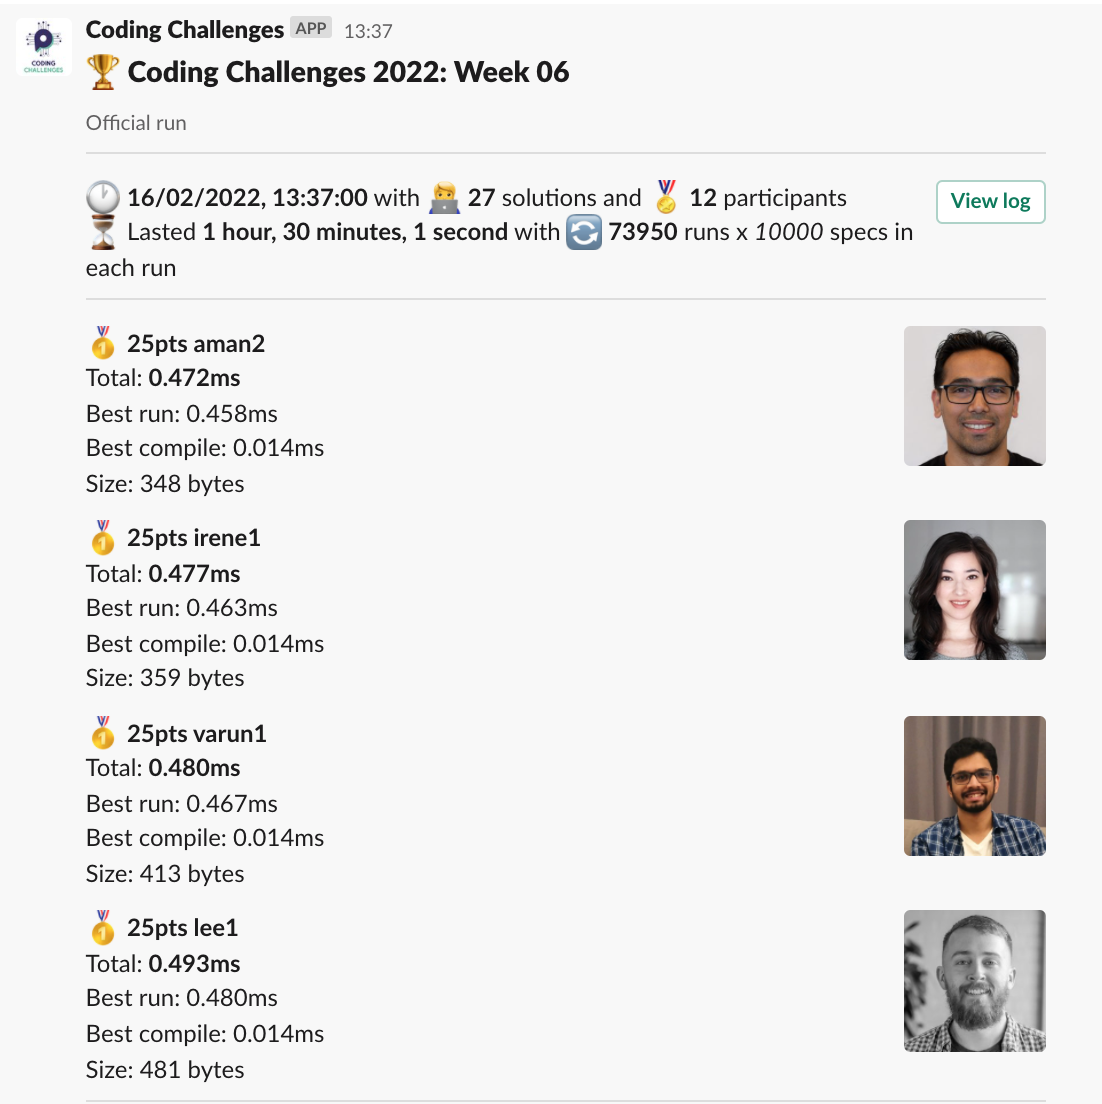 Coding Challenges APP 13:37
CODING
CHALLENGES
Coding Challenges 2022: Week 06
Official run
16/02/2022, 13:37:00 with 27 solutions and 12 participants
View log
Lasted 1 hour, 30 minutes, 1 second with 73950 runs x 10000 specs in
each run
25pts aman2
Total: 0.472ms
Best run: 0.458ms
Best compile: 0.014ms
Size: 348 bytes
25pts irene1
Total: 0.477ms
Best run: 0.463ms
Best compile: 0.014ms
Size: 359 bytes
25pts varun1
Total: 0.480ms
Best run: 0.467ms
Best compile: 0.014ms
Size: 413 bytes
25pts lee1
Total: 0.493ms
Best run: 0.480ms
Best compile: 0.014ms
Size: 481 bytes